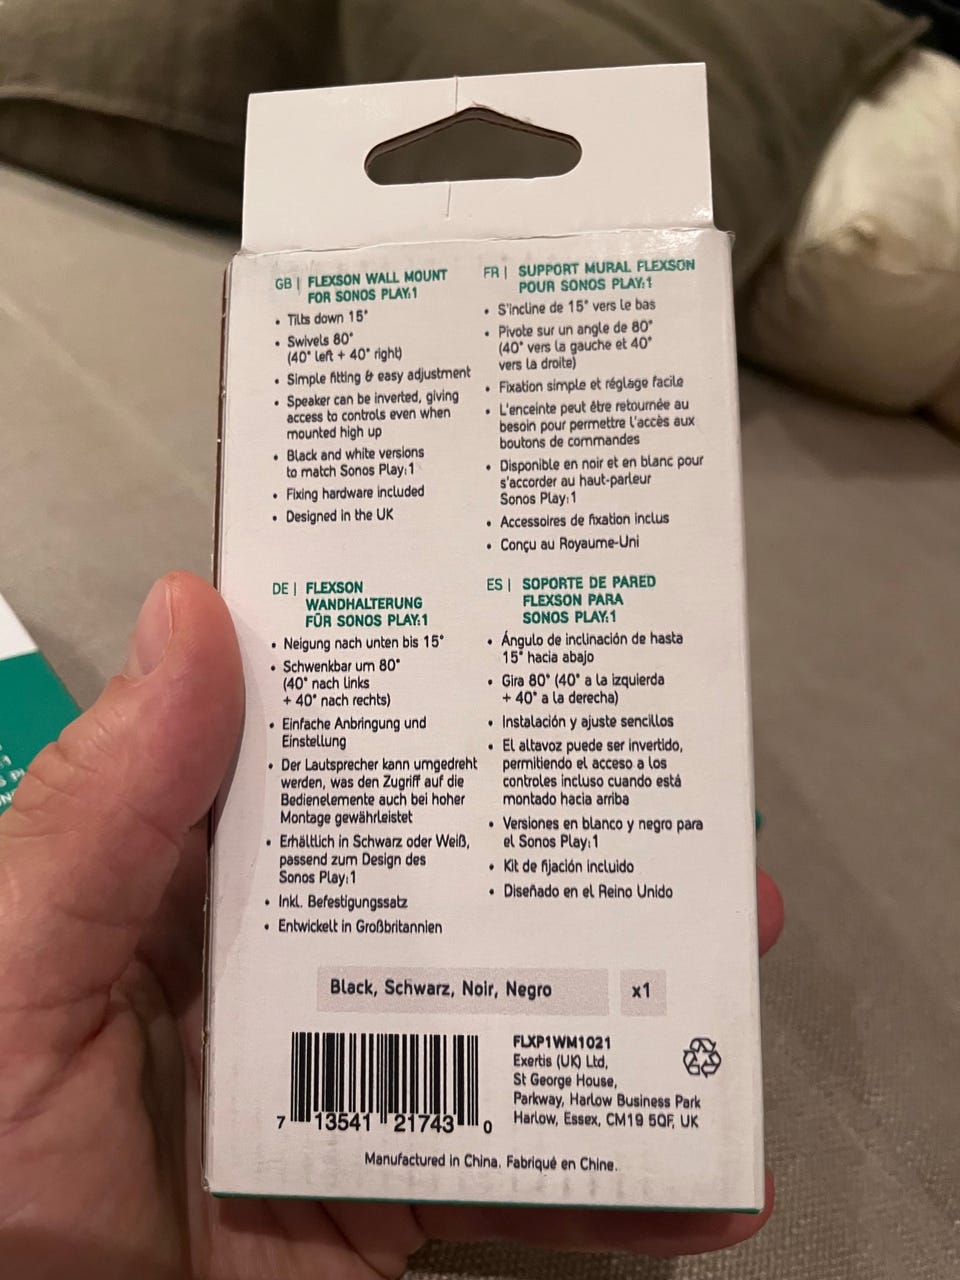 GB | FLEXSON WALL MOUNT
FOR SONOS PLAY:1
• Tilts down 15°
• Swivels 80°
(40° left + 40° right)
• Simple fitting & easy adjustment
• Speaker can be inverted, giving
access to controls even when
mounted high up
• Black and white versions
to match Sonos Play:1
• Fixing hardware included
• Designed in the UK
FR | SUPPORT MURAL FLEXSON
POUR SONOS PLAY:1
• S'incline de 15° vers le bas
• Pivote sur un angle de 80°
(40° vers la gauche et 40°
vers la droite)
• Fixation simple et réglage facile
• L'enceinte peut être retournée au
besoin pour permettre l'accès aux
boutons de commandes
• Disponible en noir et en blanc pour
s'accorder au haut-parleur
Sonos Play:1
• Accessoires de fixation inclus
• Conçu au Royaume-Uni
DE | FLEXSON
WANDHALTERUNG
FÜR SONOS PLAY:1
• Neigung nach unten bis 15°
• Schwenkbar um 80°
(40° nach links
+ 40° nach rechts)
• Einfache Anbringung und
Einstellung
• Der Lautsprecher kann umgedreht
werden, was den Zugriff auf die
Bedienelemente auch bei hoher
Montage gewährleistet
• Erhältlich in Schwarz oder Weiß,
passend zum Design des
Sonos Play:1
• Inkl. Befestigungssatz
• Entwickelt in Großbritannien
ES | SOPORTE DE PARED
FLEXSON PARA
SONOS PLAY:1
• Ángulo de inclinación de hasta
15° hacia abajo
• Gira 80° (40° a la izquierda
+ 40° a la derecha)
• Instalación y ajuste sencillos
• El altavoz puede ser invertido,
permitiendo el acceso a los
controles incluso cuando está
montado hacia arriba
• Versiones en blanco y negro para
el Sonos Play:1
• Kit de fijación incluido
• Diseñado en el Reino Unido
Black, Schwarz, Noir, Negro x1
7 13541 21743 0
FLXP1WM1021
Exertis (UK) Ltd,
St George House,
Parkway, Harlow Business Park
Harlow, Essex, CM19 5QF, UK
Manufactured in China. Fabriqué en Chine.